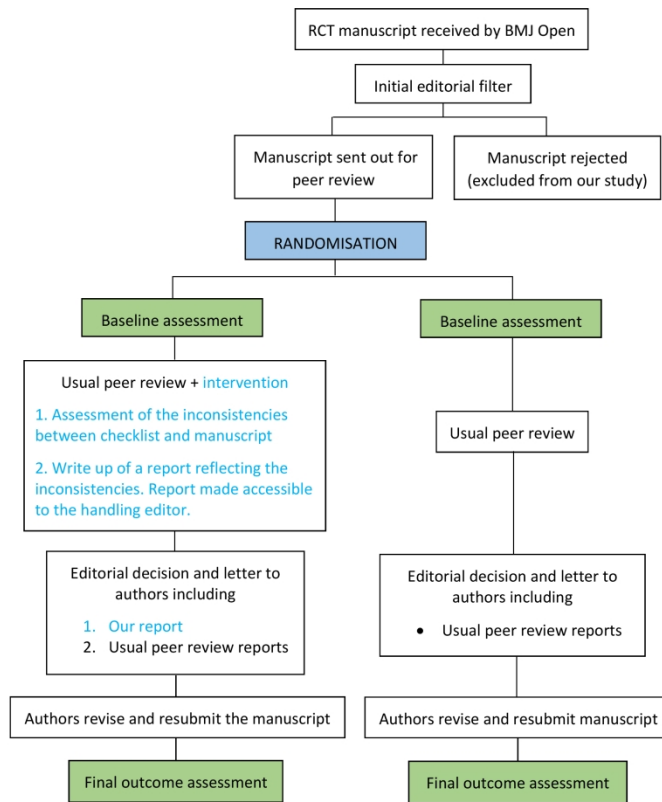 RCT manuscript received by BMJ Open
Initial editorial filter
Manuscript sent out for
peer review
Manuscript rejected
(excluded from our study)
RANDOMISATION
Baseline assessment
Baseline assessment
Usual peer review + intervention
1. Assessment of the inconsistencies
between checklist and manuscript
2. Write up of a report reflecting the
inconsistencies. Report made accessible
to the handling editor.
Usual peer review
Editorial decision and letter to
authors including
1. Our report
2. Usual peer review reports
Editorial decision and letter to
authors including
• Usual peer review reports
Authors revise and resubmit the manuscript
Authors revise and resubmit manuscript
Final outcome assessment
Final outcome assessment